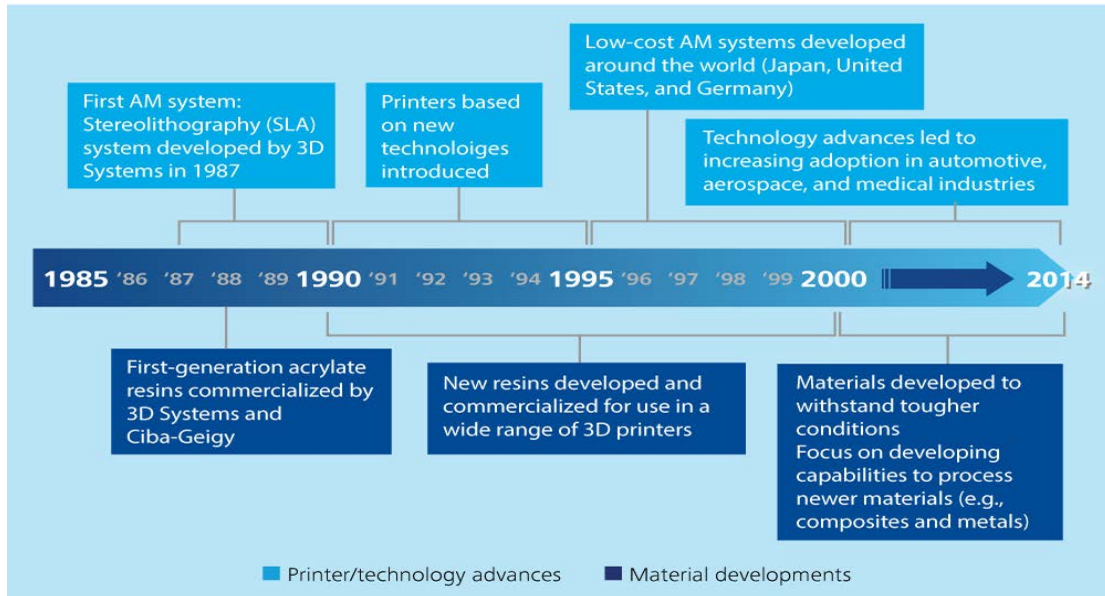 Low-cost AM systems developed
around the world (Japan, United
States, and Germany)
First AM system:
Stereolithography (SLA)
system developed by 3D
Systems in 1987
Printers based
on new
technoloiges
introduced
Technology advances led to
increasing adoption in automotive,
aerospace, and medical industries
1985 ‘86 ‘87 ‘88 ‘89 1990 ‘91 ‘92 ‘93 ‘94 1995 ‘96 ‘97 ‘98 ‘99 2000 2014
First-generation acrylate
resins commercialized by
3D Systems and
Ciba-Geigy
New resins developed and
commercialized for use in a
wide range of 3D printers
Materials developed to
withstand tougher
conditions
Focus on developing
capabilities to process
newer materials (e.g.,
composites and metals)
Printer/technology advances Material developments